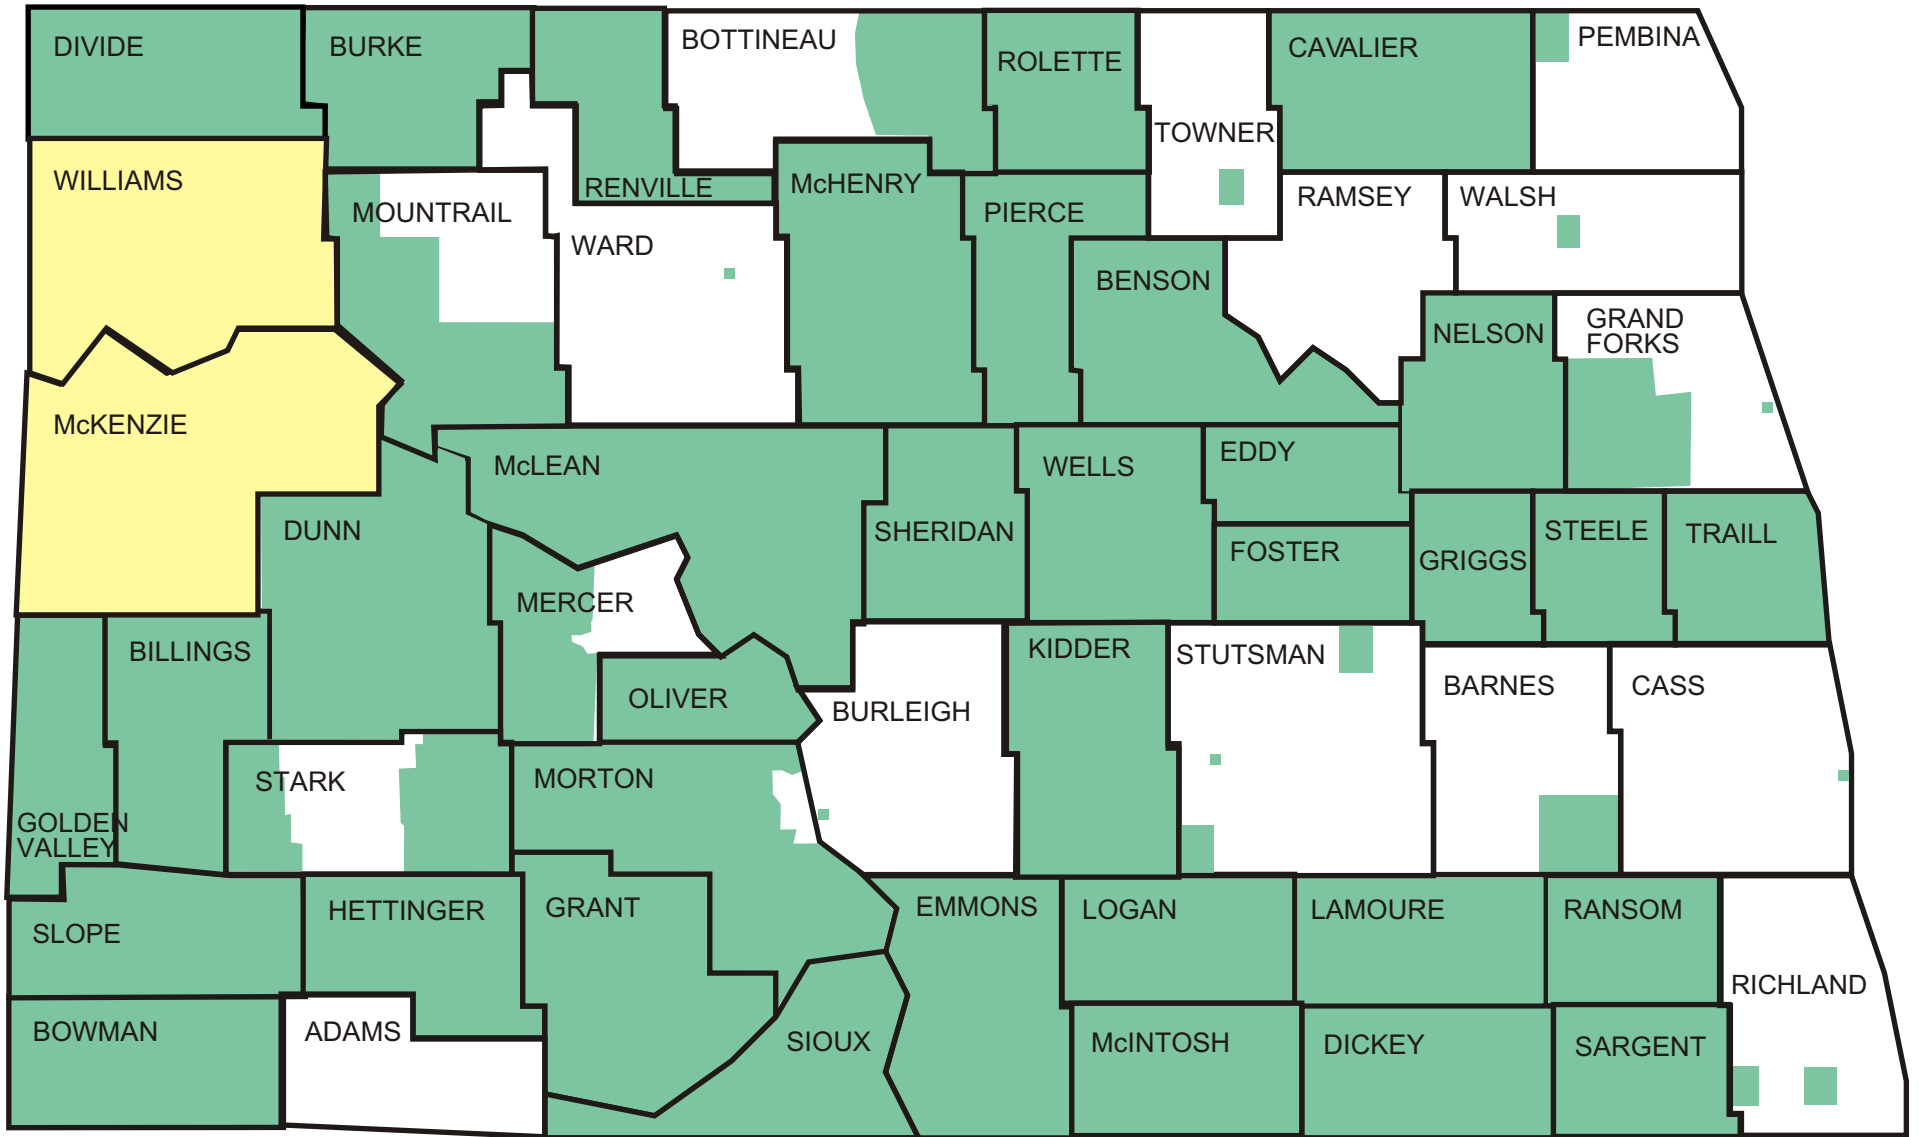 DIVIDE
BURKE
BOTTINEAU
ROLETTE
CAVALIER
PEMBINA
TOWNER
WILLIAMS
MOUNTRAIL
RENVILLE
McHENRY
PIERCE
RAMSEY
WALSH
WARD
BENSON
NELSON
GRAND
FORKS
McKENZIE
McLEAN
WELLS
EDDY
DUNN
SHERIDAN
FOSTER
GRIGGS
STEELE
TRAILL
MERCER
BILLINGS
KIDDER
STUTSMAN
OLIVER
BURLEIGH
BARNES
CASS
STARK
MORTON
GOLDEN
VALLEY
SLOPE
HETTINGER
GRANT
EMMONS
LOGAN
LAMOURE
RANSOM
RICHLAND
BOWMAN
ADAMS
SIOUX
McINTOSH
DICKEY
SARGENT